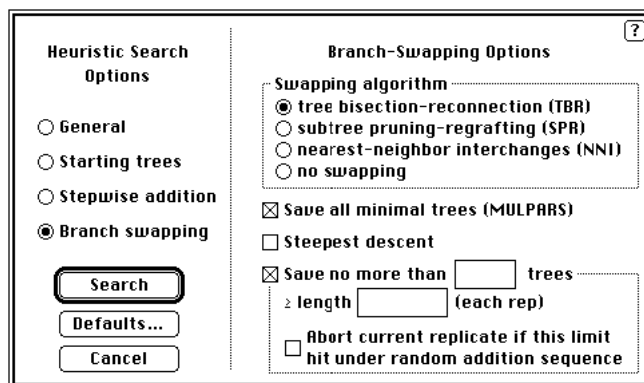 ?
Heuristic Search
Options
General
Starting trees
Stepwise addition
Branch swapping
Search
Defaults...
Cancel
Branch-Swapping Options
Swapping algorithm
tree bisection-reconnection (TBR)
subtree pruning-regrafting (SPR)
nearest-neighbor interchanges (NNI)
no swapping
Save all minimal trees (MULPARS)
Steepest descent
Save no more than trees
≥ length (each rep)
Abort current replicate if this limit
hit under random addition sequence